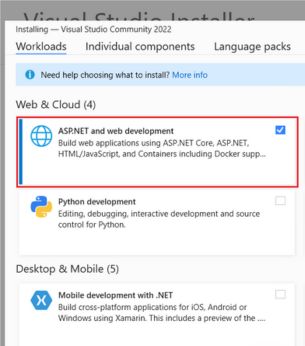 Visual Studio Installer
Installing — Visual Studio Community 2022
Workloads Individual components Language packs
Need help choosing what to install? More info
Web & Cloud (4)
ASP.NET and web development
Build web applications using ASP.NET Core, ASP.NET,
HTML/JavaScript, and Containers including Docker supp...
Python development
Editing, debugging, interactive development and source
control for Python.
Desktop & Mobile (5)
Mobile development with .NET
Build cross-platform applications for iOS, Android or
Windows using Xamarin. This includes a preview of the ....